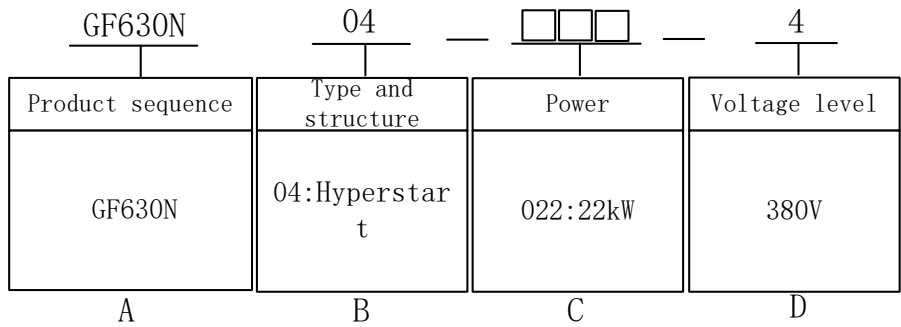 GF630N 04 — □□□ — 4
Product sequence
Type and
structure
Power
Voltage level
GF630N
04:Hyperstar
t
022:22kW
380V
A B C D